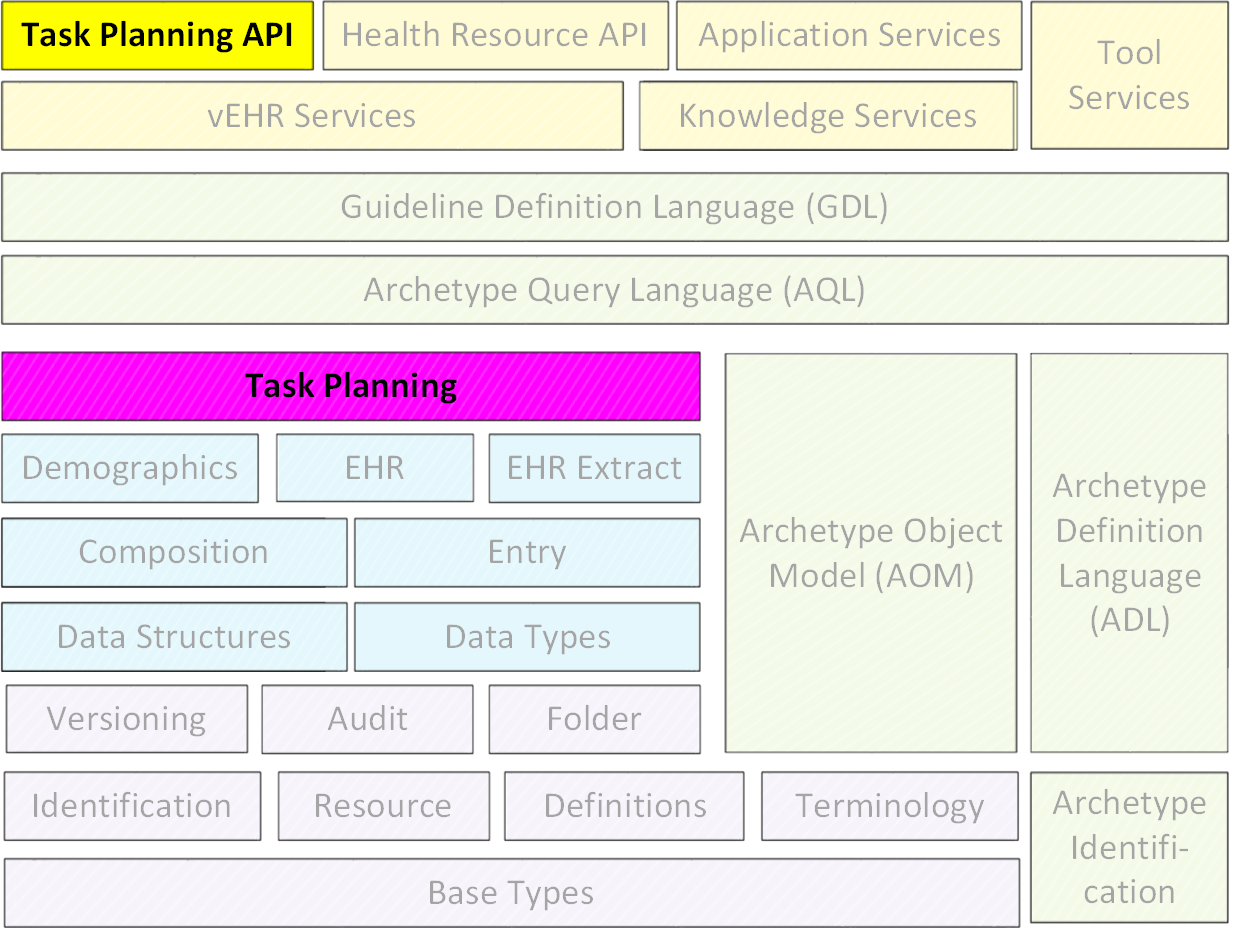 Task Planning API
Health Resource API
Application Services
Tool
Services
vEHR Services
Knowledge Services
Guideline Definition Language (GDL)
Archetype Query Language (AQL)
Task Planning
Demographics
EHR
EHR Extract
Composition
Entry
Data Structures
Data Types
Archetype Object
Model (AOM)
Archetype
Definition
Language
(ADL)
Versioning
Audit
Folder
Identification
Resource
Definitions
Terminology
Archetype
Identifi-
cation
Base Types